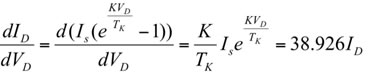 dI_D/dV_D = d(I_s(e^{KV_D/T_K} −1))/dV_D = K/T_K I_s e^{KV_D/T_K} = 38.926 I_D